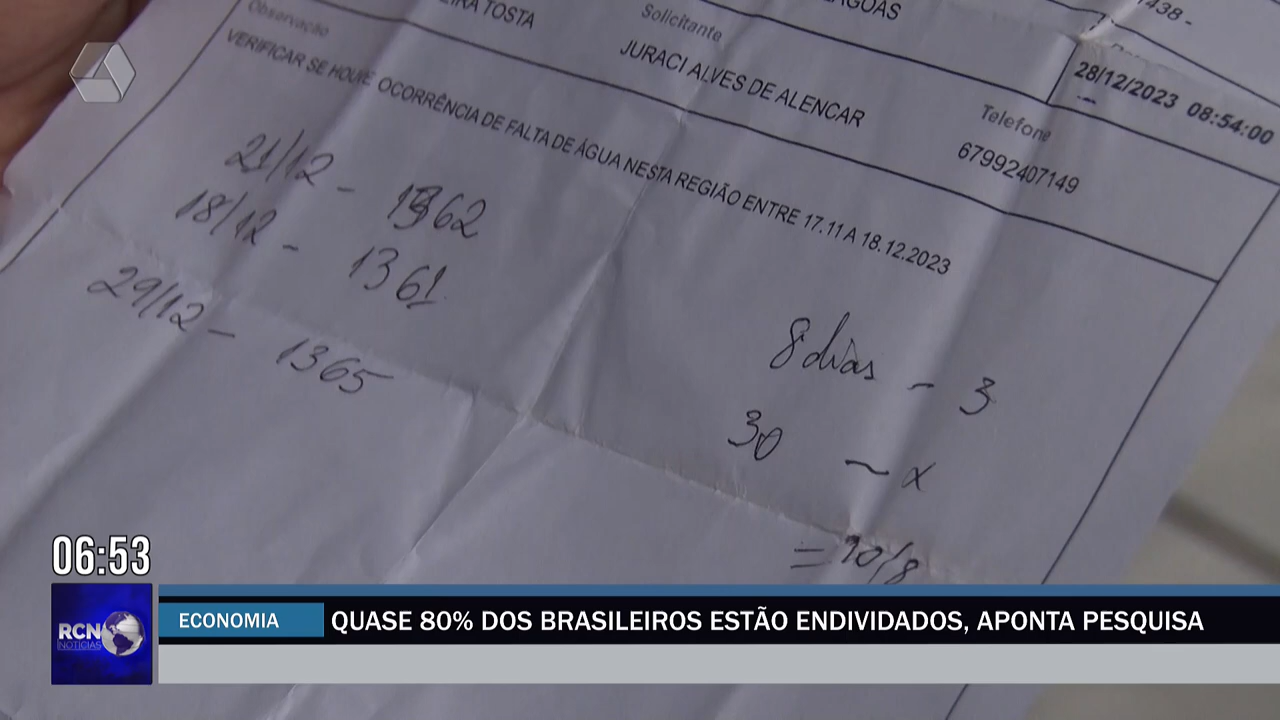 LAGOAS
1438 -
Observação
EIRA TOSTA
Solicitante
JURACI ALVES DE ALENCAR
28/12/2023 08:54:00
Telefone
67992407149
VERIFICAR SE HOUVE OCORRÊNCIA DE FALTA DE ÁGUA NESTA REGIÃO ENTRE 17.11 A 18.12.2023
21/12 - 1362
18/12 - 1361
29/12 - 1365
8 dias - 3
30 ~ x
= 90/8
06:53
RCN
NOTÍCIAS
ECONOMIA
QUASE 80% DOS BRASILEIROS ESTÃO ENDIVIDADOS, APONTA PESQUISA